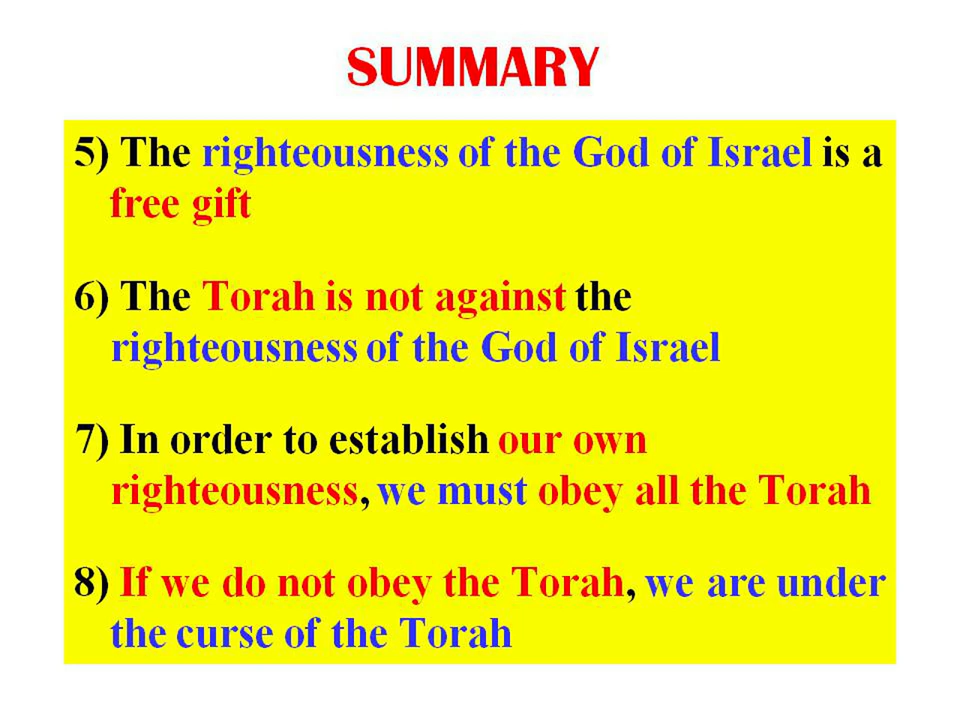 SUMMARY
5) The righteousness of the God of Israel is a
free gift
6) The Torah is not against the
righteousness of the God of Israel
7) In order to establish our own
righteousness, we must obey all the Torah
8) If we do not obey the Torah, we are under
the curse of the Torah